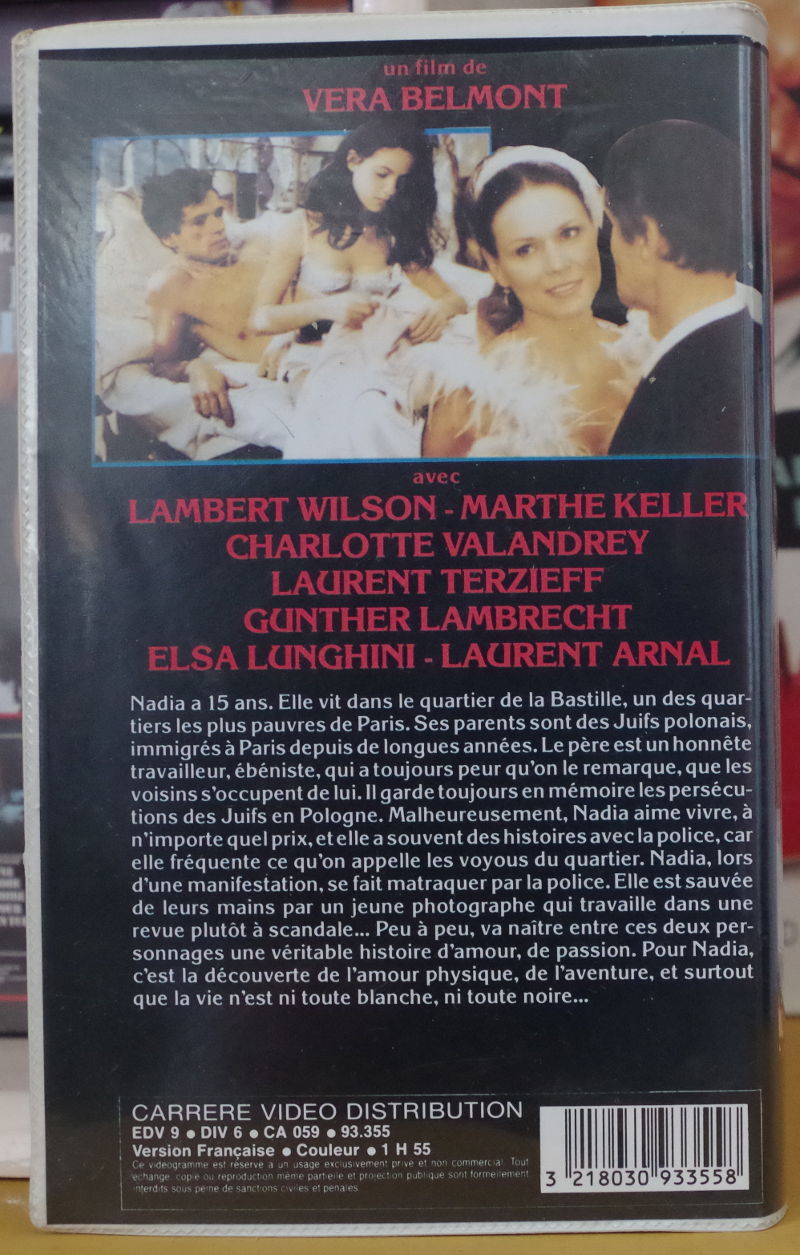 un film de
VERA BELMONT
avec
LAMBERT WILSON - MARTHE KELLER
CHARLOTTE VALANDREY
LAURENT TERZIEFF
GUNTHER LAMBRECHT
ELSA LUNGHINI - LAURENT ARNAL
Nadia a 15 ans. Elle vit dans le quartier de la Bastille, un des quar-
tiers les plus pauvres de Paris. Ses parents sont des Juifs polonais,
immigrés à Paris depuis de longues années. Le père est un honnête
travailleur, ébéniste, qui a toujours peur qu'on le remarque, que les
voisins s'occupent de lui. Il garde toujours en mémoire les persécu-
tions des Juifs en Pologne. Malheureusement, Nadia aime vivre, à
n'importe quel prix, et elle a souvent des histoires avec la police, car
elle fréquente ce qu'on appelle les voyous du quartier. Nadia, lors
d'une manifestation, se fait matraquer par la police. Elle est sauvée
de leurs mains par un jeune photographe qui travaille dans une
revue plutôt à scandale... Peu à peu, va naître entre ces deux per-
sonnages une véritable histoire d'amour, de passion. Pour Nadia,
c'est la découverte de l'amour physique, de l'aventure, et surtout
que la vie n'est ni toute blanche, ni toute noire...
CARRERE VIDEO DISTRIBUTION
EDV 9 ● DIV 6 ● CA 059 ● 93.355
Version Française ● Couleur ● 1 H 55
Ce vidéogramme est réservé à un usage exclusivement privé et non commercial. Tout
echange, copie ou reproduction même partielle et projection publique sont formellement
interdits sous peine de sanctions civiles et pénales.
3 218030 933558